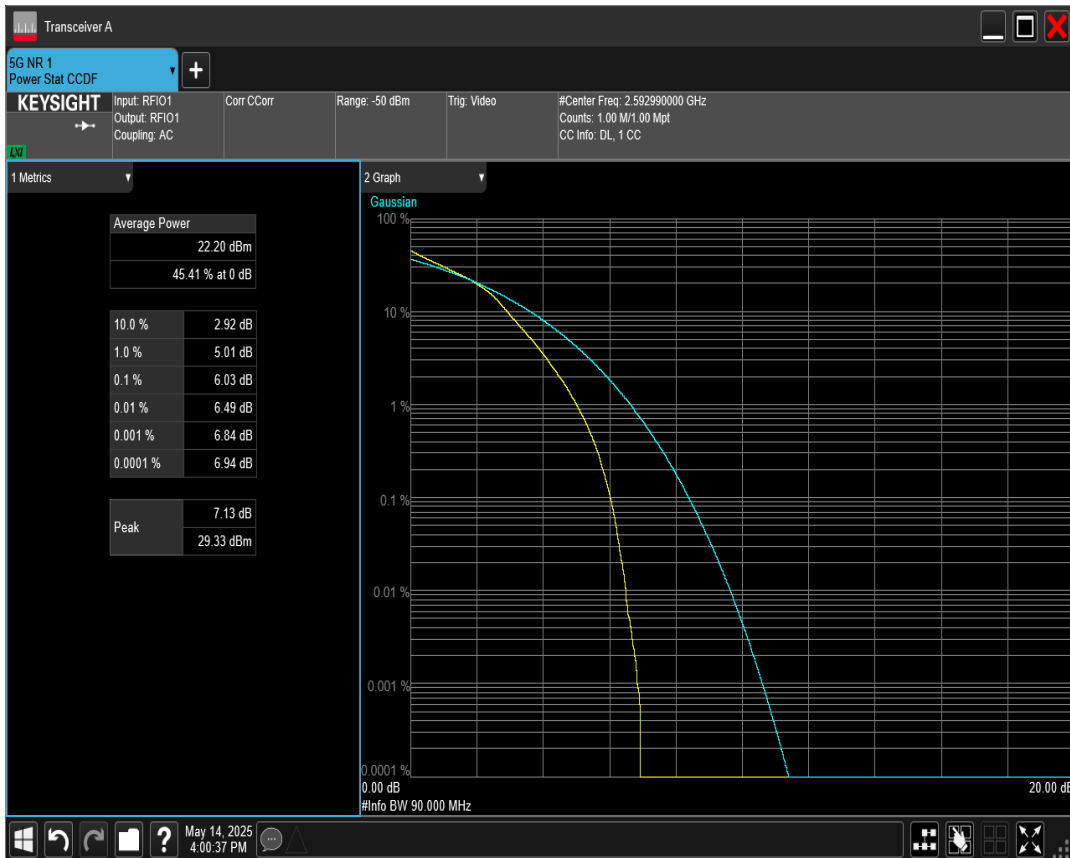 Transceiver A
5G NR 1
Power Stat CCDF
+
KEYSIGHT
LXI
Input: RFIO1
Output: RFIO1
Coupling: AC
Corr CCorr
Range: -50 dBm
Trig: Video
#Center Freq: 2.592990000 GHz
Counts: 1.00 M/1.00 Mpt
CC Info: DL, 1 CC
1 Metrics
Average Power
22.20 dBm
45.41 % at 0 dB
10.0 % 2.92 dB
1.0 % 5.01 dB
0.1 % 6.03 dB
0.01 % 6.49 dB
0.001 % 6.84 dB
0.0001 % 6.94 dB
Peak 7.13 dB
29.33 dBm
2 Graph
Gaussian
100 %
10 %
1 %
0.1 %
0.01 %
0.001 %
0.0001 %
0.00 dB 20.00 dB
#Info BW 90.000 MHz
?
May 14, 2025
4:00:37 PM